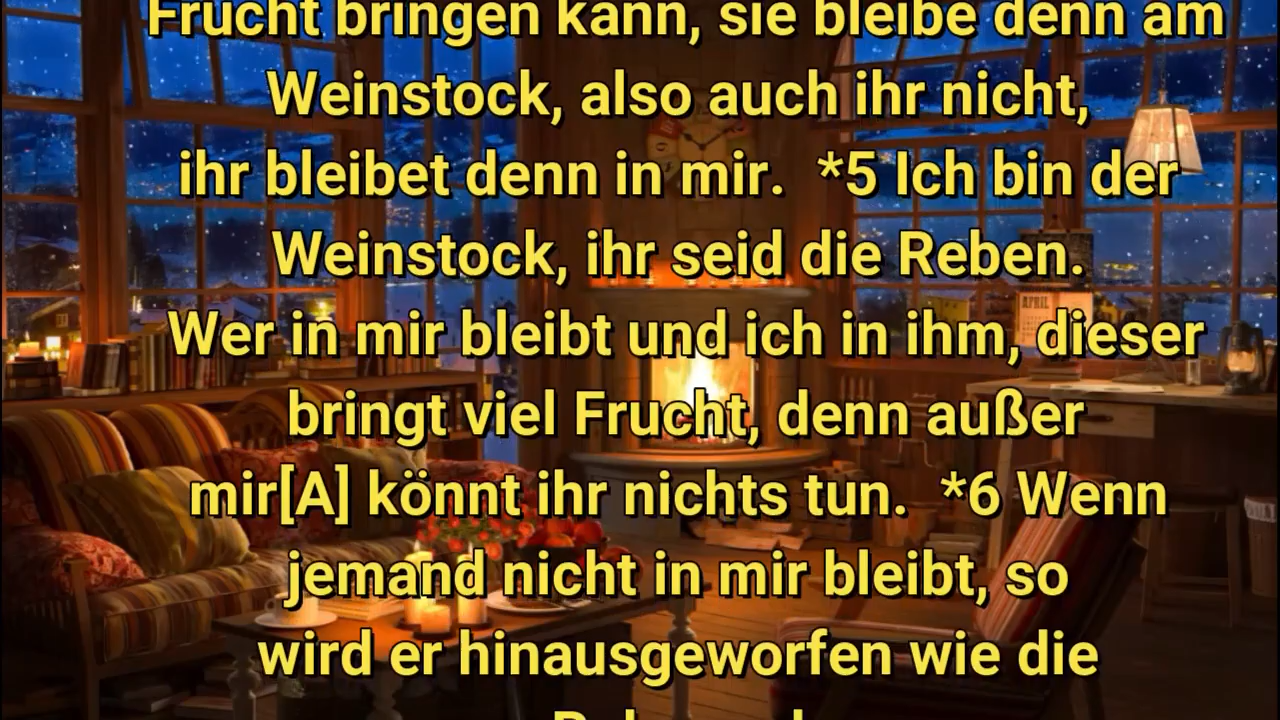 Frucht bringen kann, sie bleibe denn am
Weinstock, also auch ihr nicht,
ihr bleibet denn in mir.  *5 Ich bin der
Weinstock, ihr seid die Reben.
Wer in mir bleibt und ich in ihm, dieser
bringt viel Frucht, denn außer
mir[A] könnt ihr nichts tun.  *6 Wenn
jemand nicht in mir bleibt, so
wird er hinausgeworfen wie die
APRIL